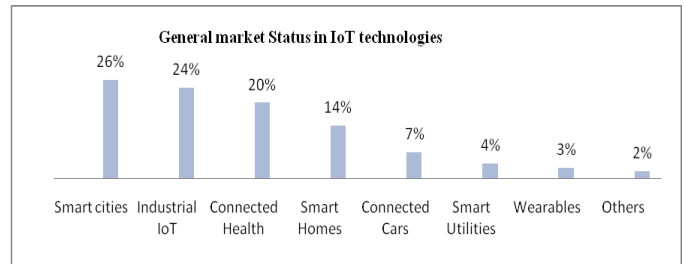 General market Status in IoT technologies
26%
24%
20%
14%
7%
4%
3%
2%
Smart cities
Industrial
IoT
Connected
Health
Smart
Homes
Connected
Cars
Smart
Utilities
Wearables
Others